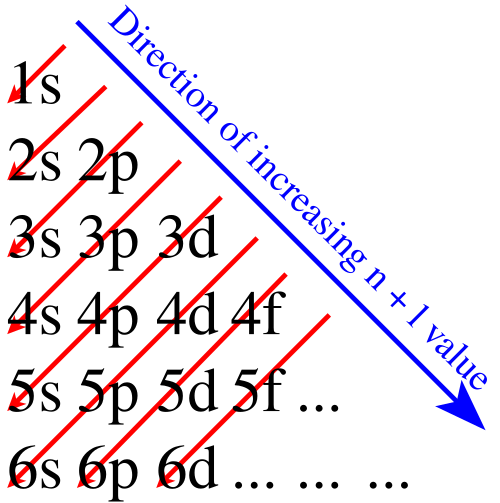 Direction of increasing n + l value
1s
2s 2p
3s 3p 3d
4s 4p 4d 4f
5s 5p 5d 5f ...
6s 6p 6d ... ... ...